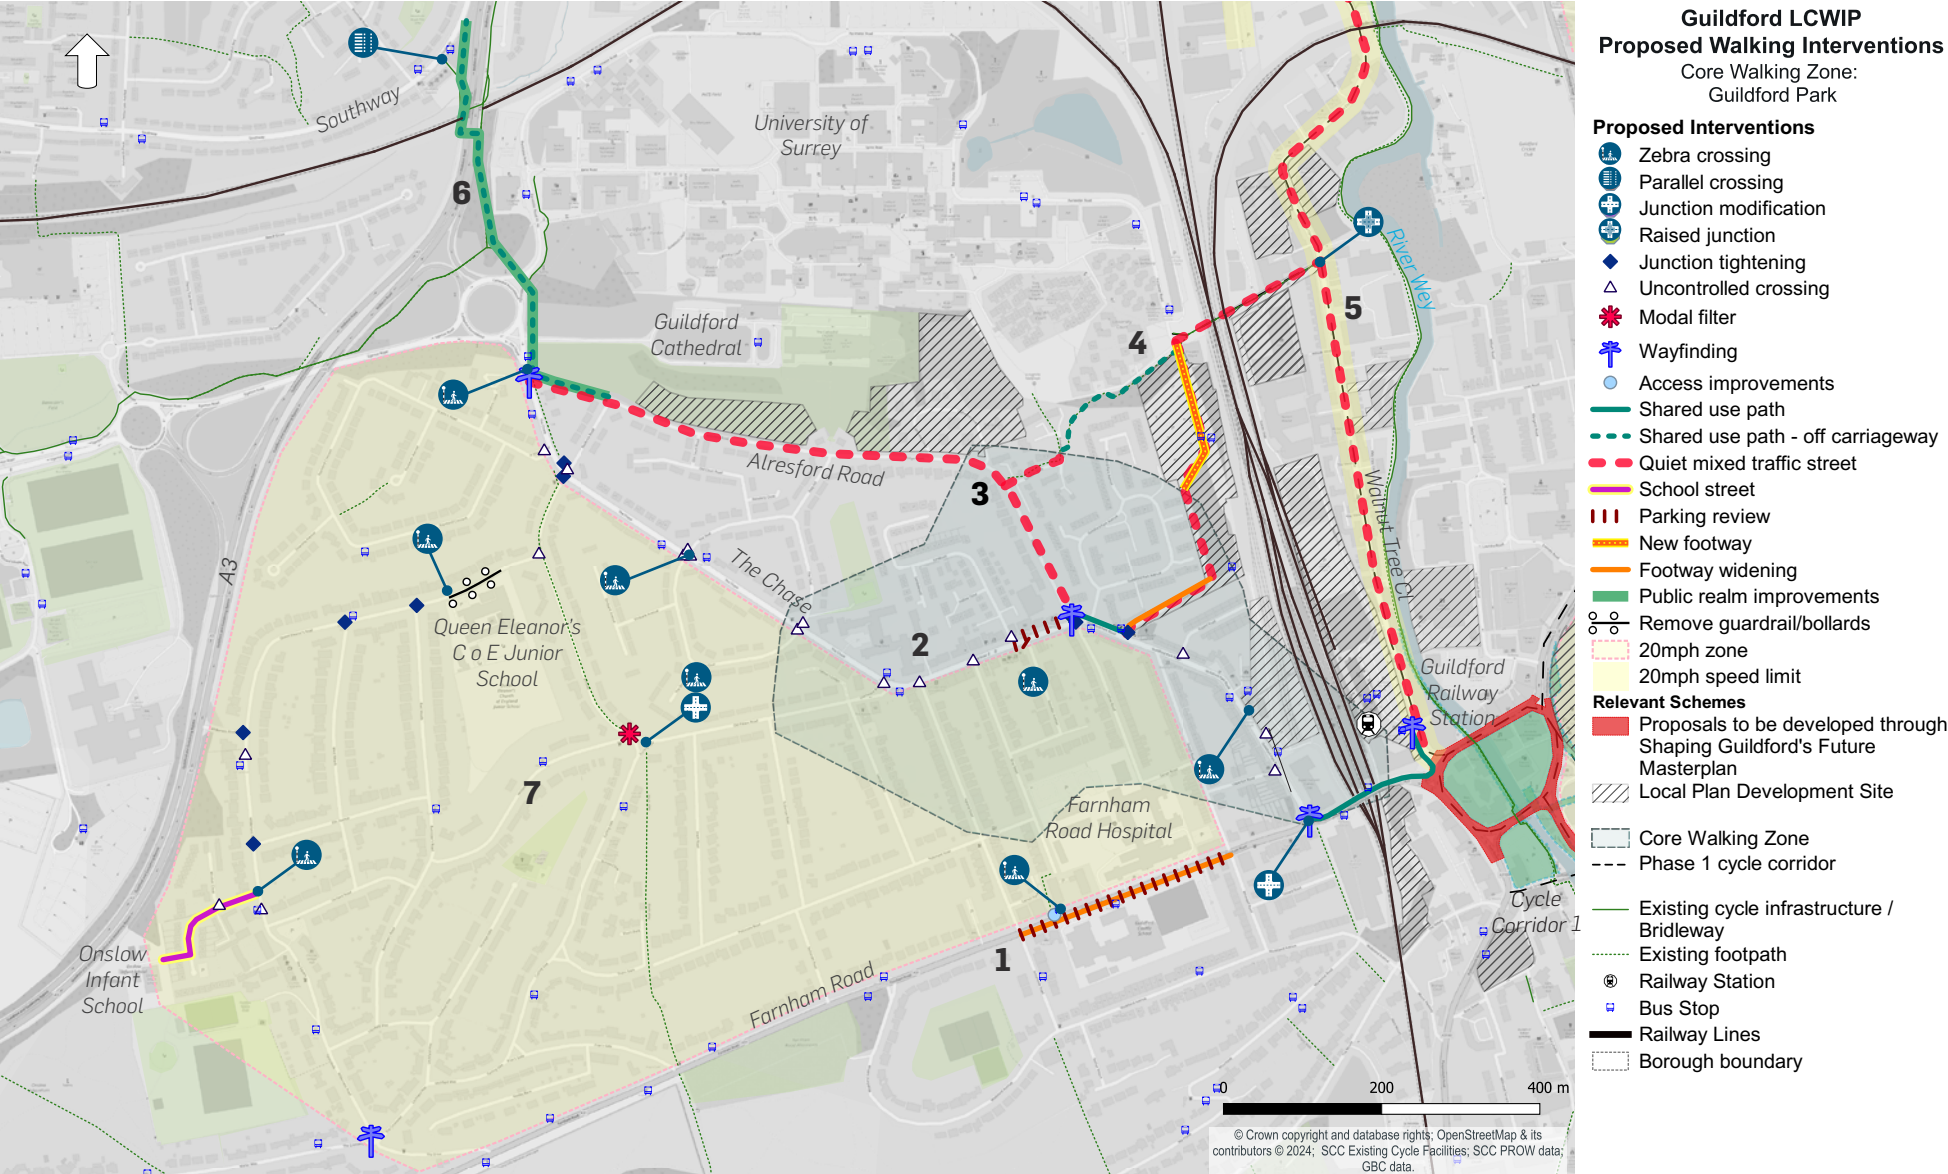 Guildford LCWIP
Proposed Walking Interventions
Core Walking Zone:
Guildford Park
Proposed Interventions
Zebra crossing
Parallel crossing
Junction modification
Raised junction
Junction tightening
Uncontrolled crossing
Modal filter
Wayfinding
Access improvements
Shared use path
Shared use path - off carriageway
Quiet mixed traffic street
School street
Parking review
New footway
Footway widening
Public realm improvements
Remove guardrail/bollards
20mph zone
20mph speed limit
Relevant Schemes
Proposals to be developed through
Shaping Guildford's Future
Masterplan
Local Plan Development Site
Core Walking Zone
Phase 1 cycle corridor
Existing cycle infrastructure /
Bridleway
Existing footpath
Railway Station
Bus Stop
Railway Lines
Borough boundary
Southway
University of
Surrey
6
River Wey
5
Guildford
Cathedral
4
Alresford Road
3
Walnut Tree Cl
A3
The Chase
Queen Eleanor's
C o E Junior
School
2
Guildford
Railway
Station
7
Farnham
Road Hospital
Cycle
Corridor 1
1
Onslow
Infant
School
Farnham Road
0 200 400 m
© Crown copyright and database rights; OpenStreetMap & its
contributors © 2024; SCC Existing Cycle Facilities; SCC PROW data;
GBC data.